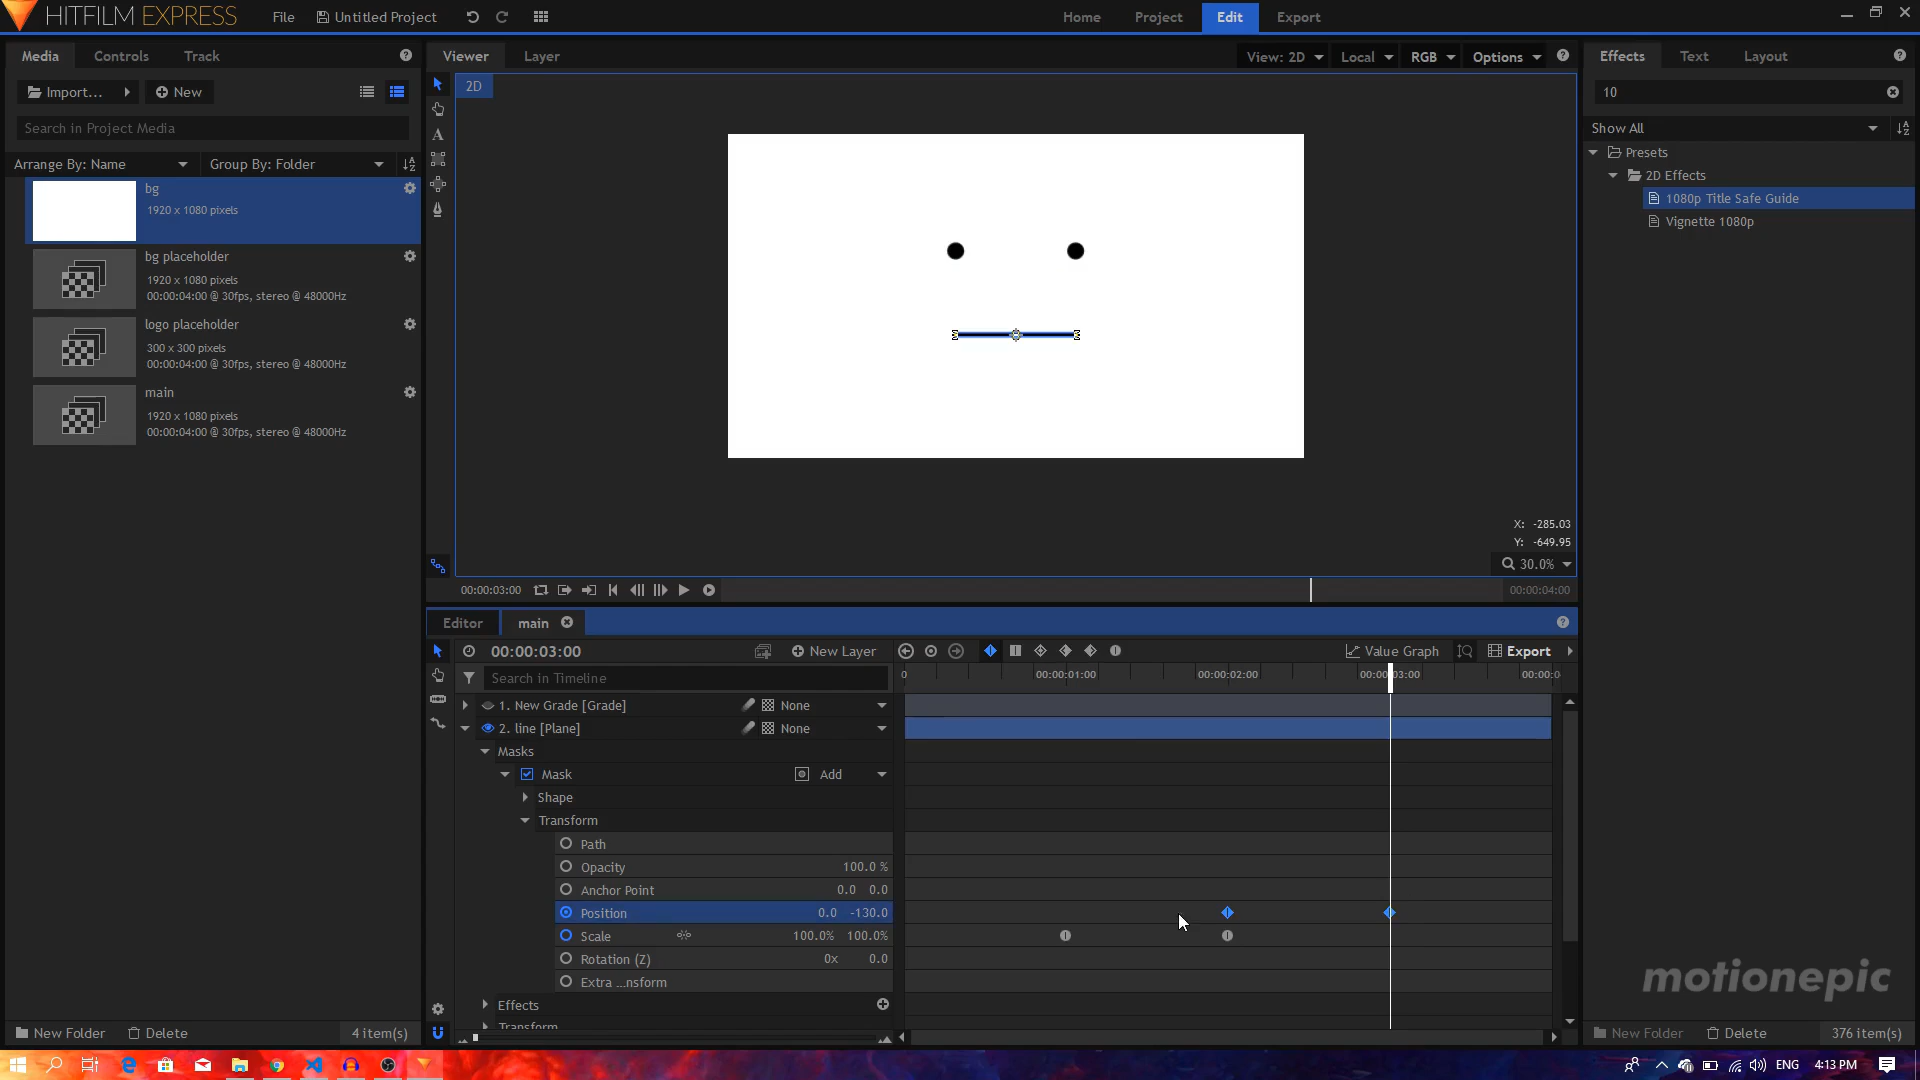 HITFILM EXPRESS
File
Untitled Project
Home
Project
Edit
Export
Media
Controls
Track
Import...
New
Search in Project Media
Arrange By: Name
Group By: Folder
bg
1920 x 1080 pixels
bg placeholder
1920 x 1080 pixels
00:00:04:00 @ 30fps, stereo @ 48000Hz
logo placeholder
300 x 300 pixels
00:00:04:00 @ 30fps, stereo @ 48000Hz
main
1920 x 1080 pixels
00:00:04:00 @ 30fps, stereo @ 48000Hz
New Folder
Delete
4 item(s)
Viewer
Layer
View: 2D
Local
RGB
Options
2D
X: -285.03
Y: -649.95
30.0%
00:00:03:00
00:00:04:00
Editor
main
00:00:03:00
New Layer
Value Graph
Export
Search in Timeline
0
00:00:01:00
00:00:02:00
00:00:03:00
00:00:0
1. New Grade [Grade]
None
2. line [Plane]
None
Masks
Mask
Add
Shape
Transform
Path
Opacity
100.0 %
Anchor Point
0.0 0.0
Position
0.0 -130.0
Scale
100.0% 100.0%
Rotation (Z)
0x 0.0
Extra ...nsform
Effects
Transform
Effects
Text
Layout
10
Show All
Presets
2D Effects
1080p Title Safe Guide
Vignette 1080p
motionepic
New Folder
Delete
376 item(s)
ENG
4:13 PM